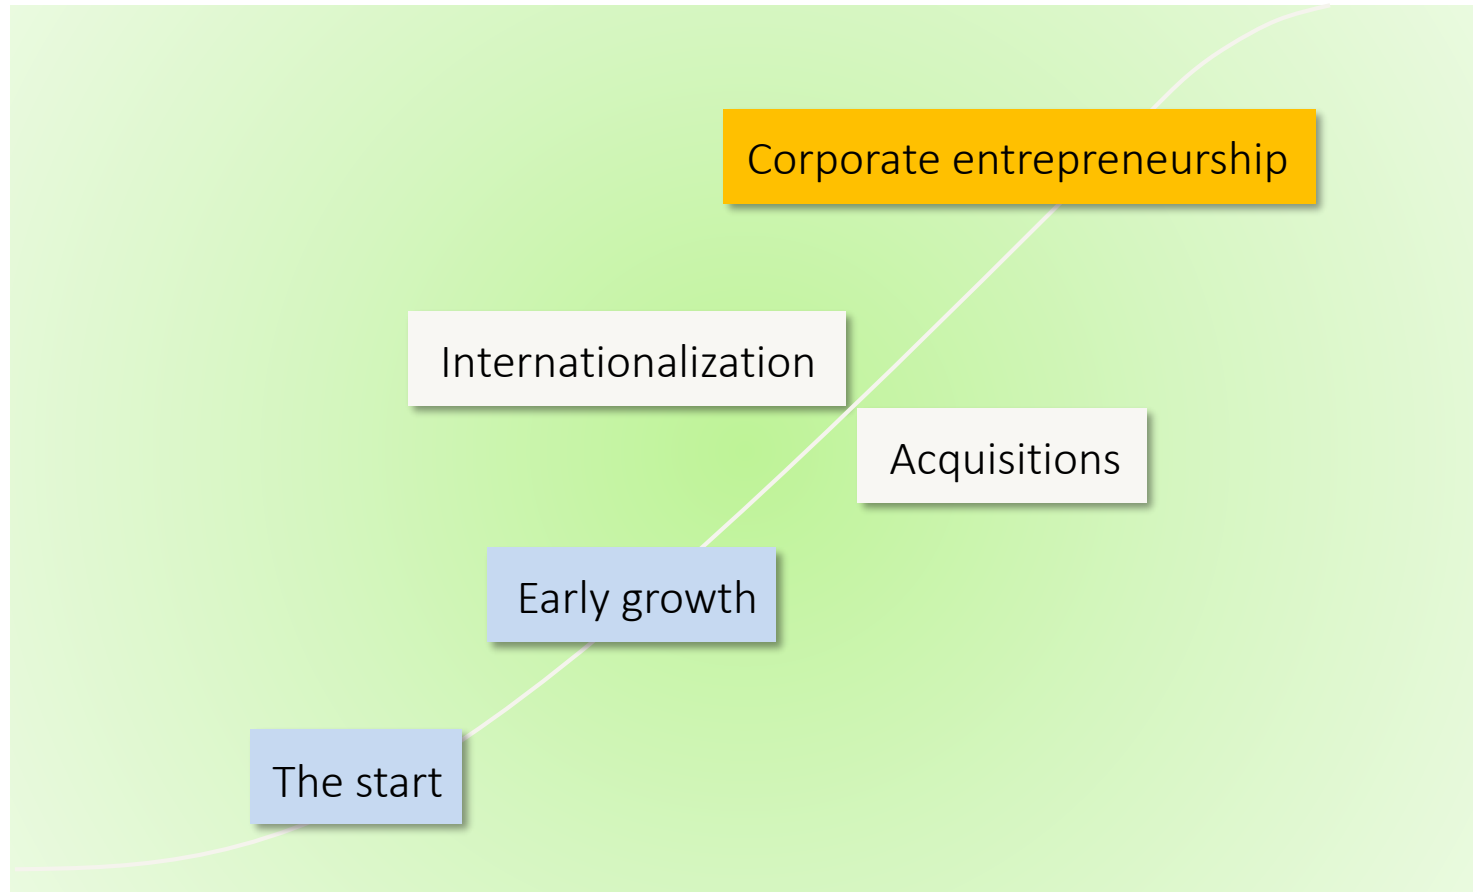 Corporate entrepreneurship
Internationalization
Acquisitions
Early growth
The start